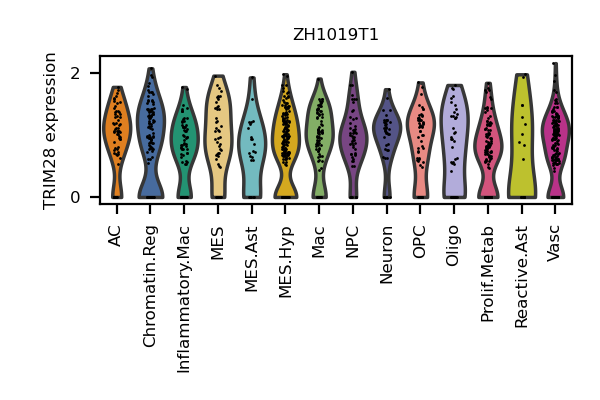 ZH1019T1
TRIM28 expression
2
0
AC
Chromatin.Reg
Inflammatory.Mac
MES
MES.Ast
MES.Hyp
Mac
NPC
Neuron
OPC
Oligo
Prolif.Metab
Reactive.Ast
Vasc